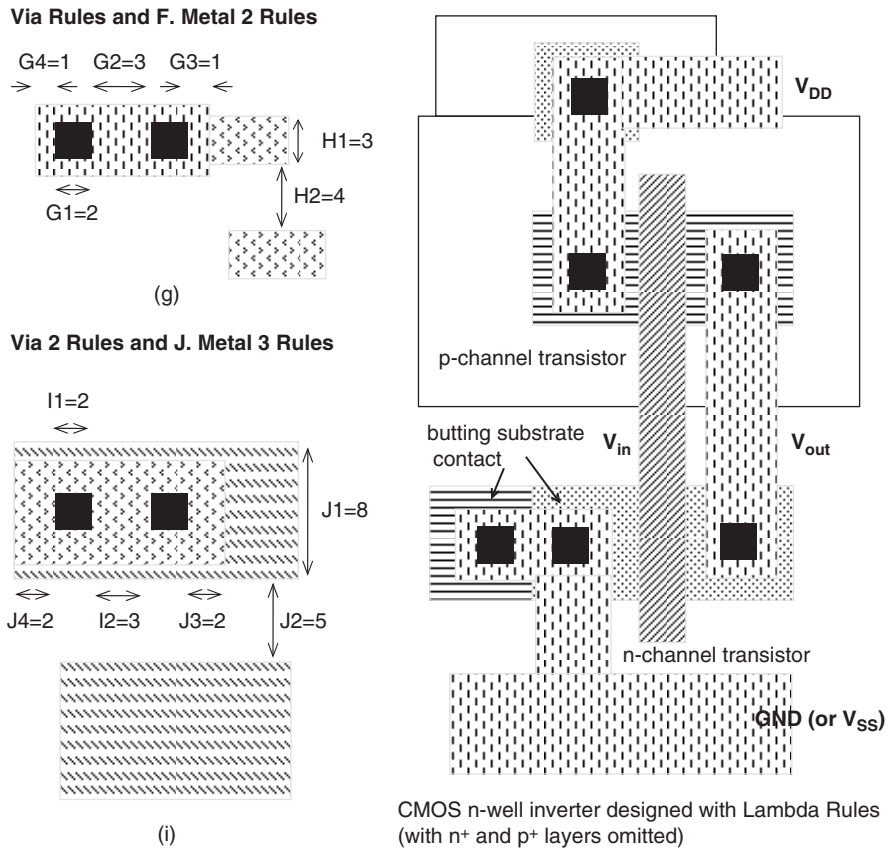 Via Rules and F. Metal 2 Rules
G4=1 G2=3 G3=1
H1=3
H2=4
G1=2
(g)
Via 2 Rules and J. Metal 3 Rules
I1=2
J1=8
J4=2 I2=3 J3=2 J2=5
(i)
V_DD
p-channel transistor
butting substrate
contact
V_in
V_out
n-channel transistor
GND (or V_SS)
CMOS n-well inverter designed with Lambda Rules
(with n⁺ and p⁺ layers omitted)